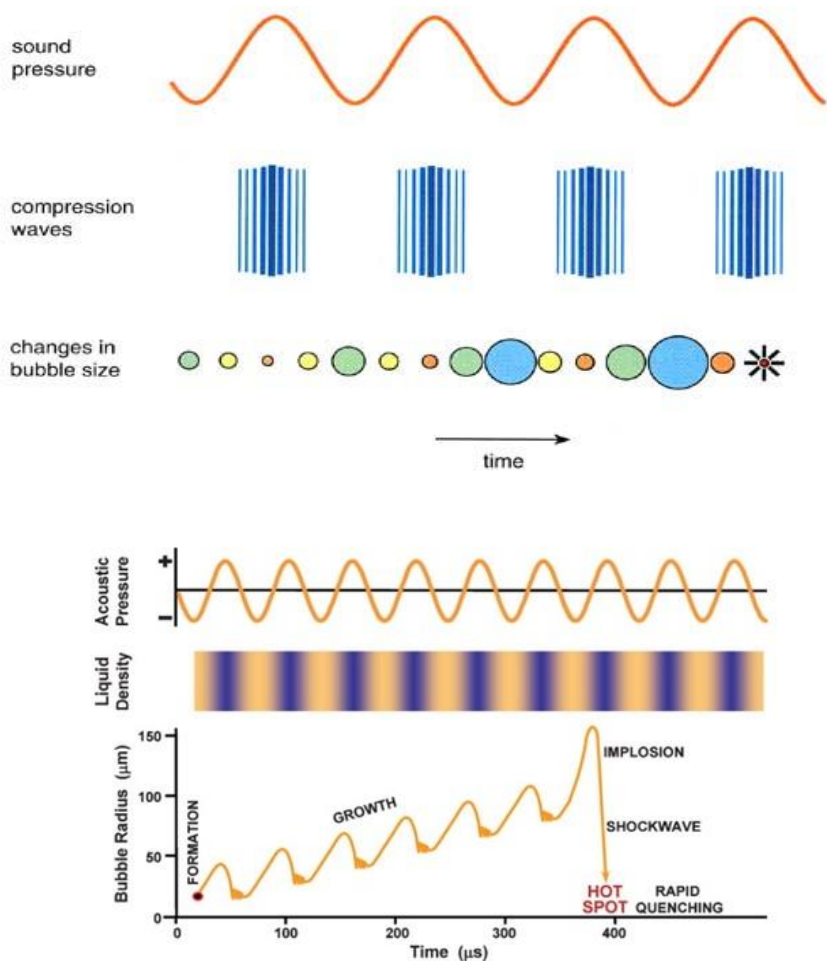 sound
pressure
compression
waves
changes in
bubble size
time
Acoustic
Pressure
+
−
Liquid
Density
Bubble Radius (μm)
150
100
50
0
FORMATION
GROWTH
IMPLOSION
SHOCKWAVE
HOT
SPOT
RAPID
QUENCHING
0 100 200 300 400
Time (μs)